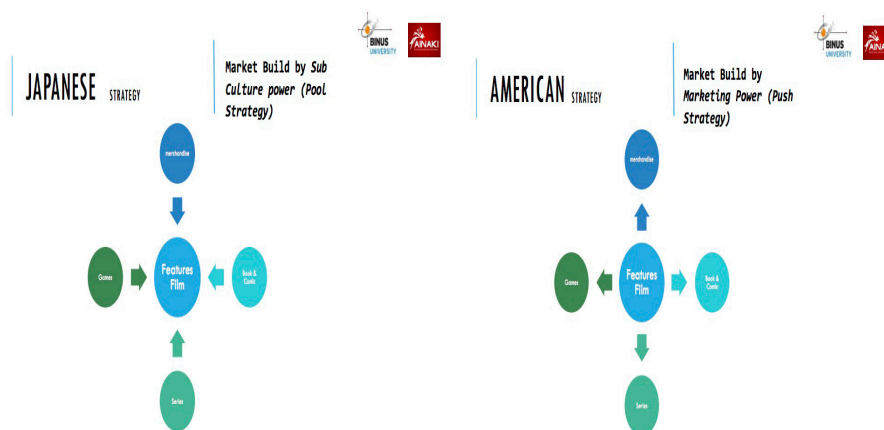 BINUS
UNIVERSITY
AINAKI
JAPANESE STRATEGY
Market Build by Sub
Culture power (Pool
Strategy)
merchandise
Games
Features
Film
Book &
Comic
Series
BINUS
UNIVERSITY
AINAKI
AMERICAN STRATEGY
Market Build by
Marketing Power (Push
Strategy)
merchandise
Games
Features
Film
Book &
Comic
Series